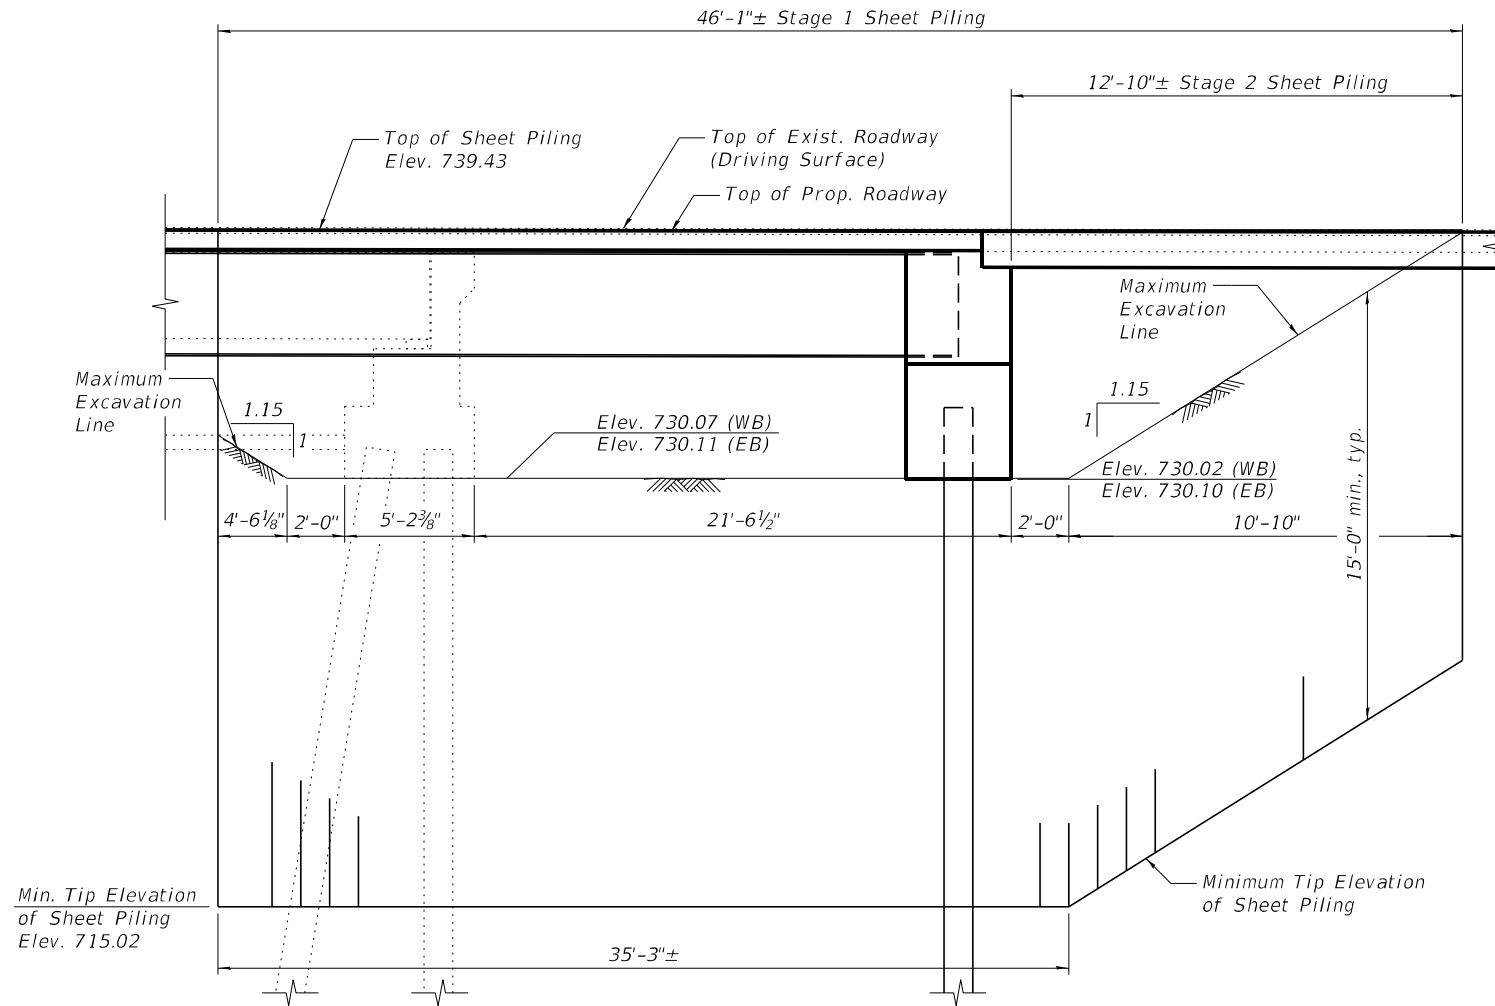 46'-1"± Stage 1 Sheet Piling
12'-10"± Stage 2 Sheet Piling
Top of Sheet Piling
Elev. 739.43
Top of Exist. Roadway
(Driving Surface)
Top of Prop. Roadway
Maximum
Excavation
Line
Maximum
Excavation
Line
1.15
1
1.15
1
Elev. 730.07 (WB)
Elev. 730.11 (EB)
Elev. 730.02 (WB)
Elev. 730.10 (EB)
4'-6⅛"
2'-0"
5'-2⅜"
21'-6½"
2'-0"
10'-10"
15'-0" min., typ.
Min. Tip Elevation
of Sheet Piling
Elev. 715.02
Minimum Tip Elevation
of Sheet Piling
35'-3"±